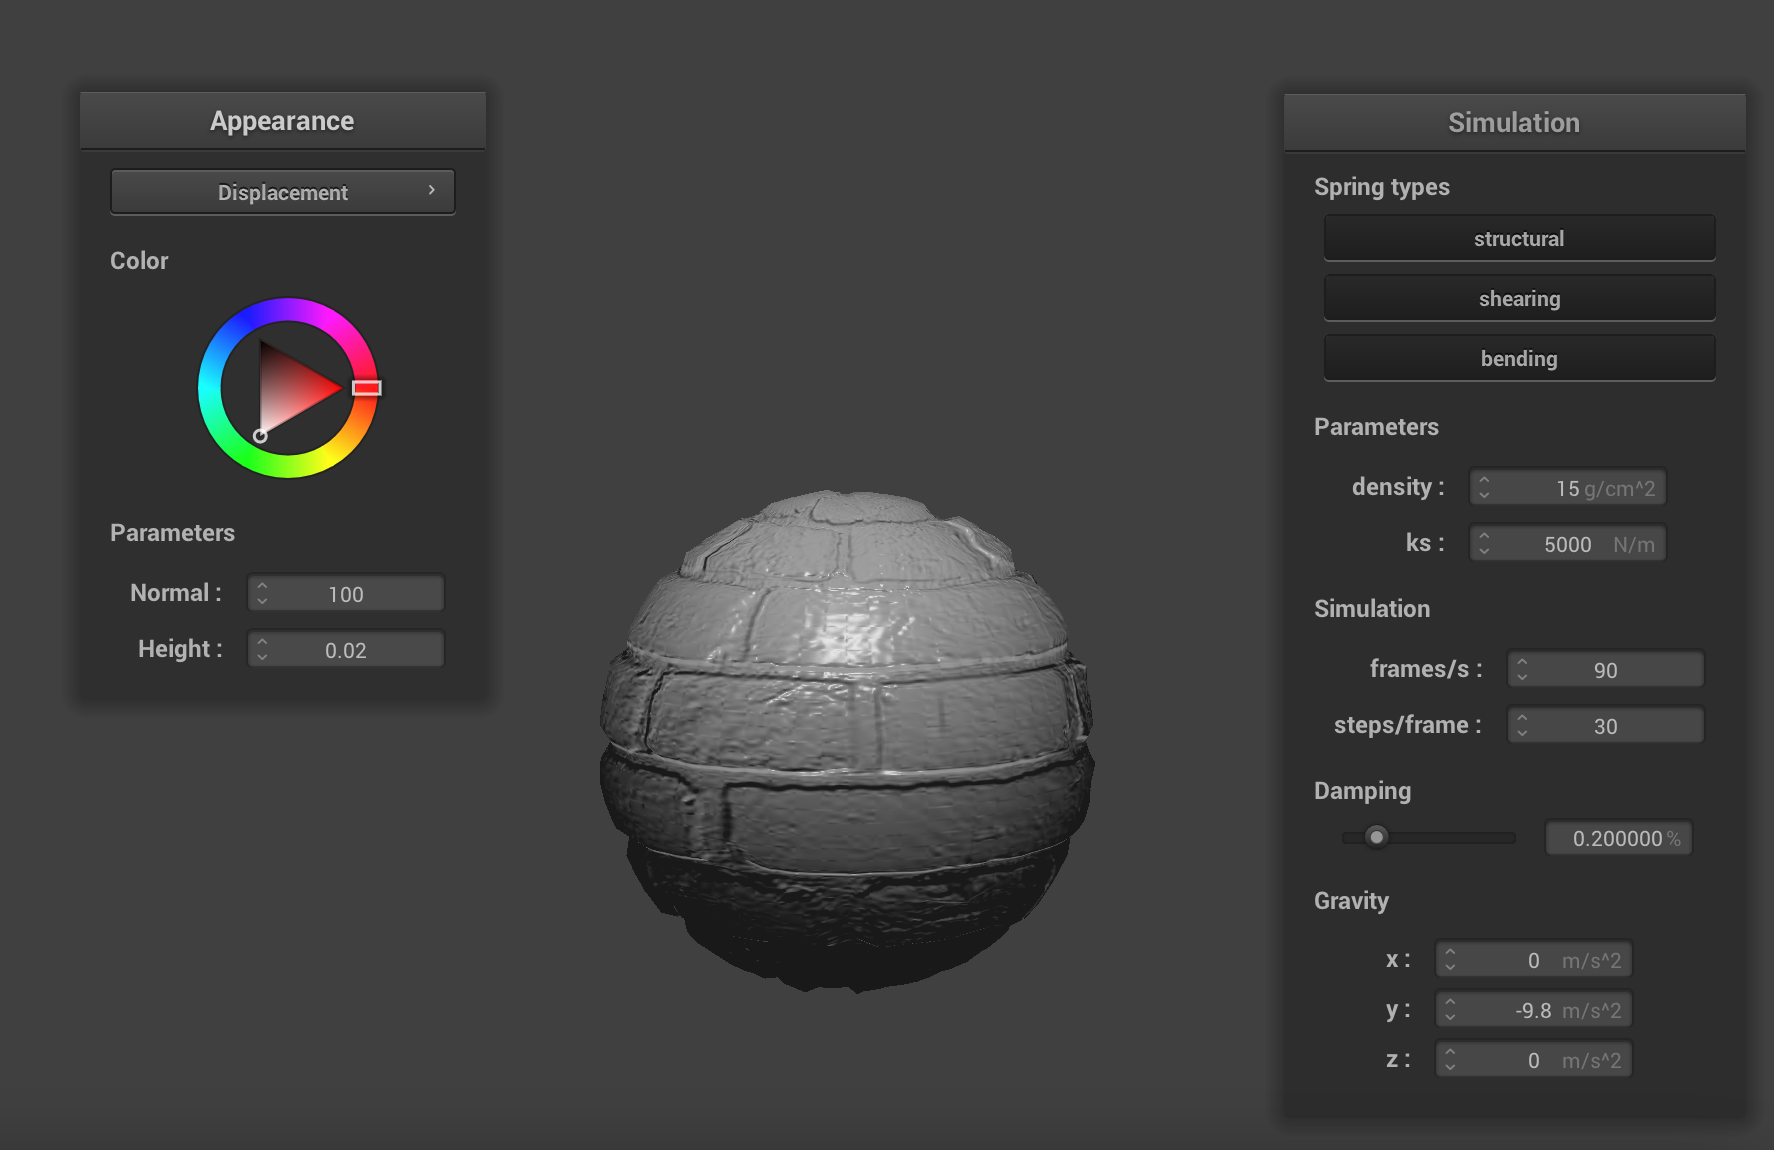 Appearance
Displacement ›
Color
Parameters
Normal : 100
Height : 0.02
Simulation
Spring types
structural
shearing
bending
Parameters
density : 15 g/cm^2
ks : 5000 N/m
Simulation
frames/s : 90
steps/frame : 30
Damping
0.200000 %
Gravity
x : 0 m/s^2
y : -9.8 m/s^2
z : 0 m/s^2